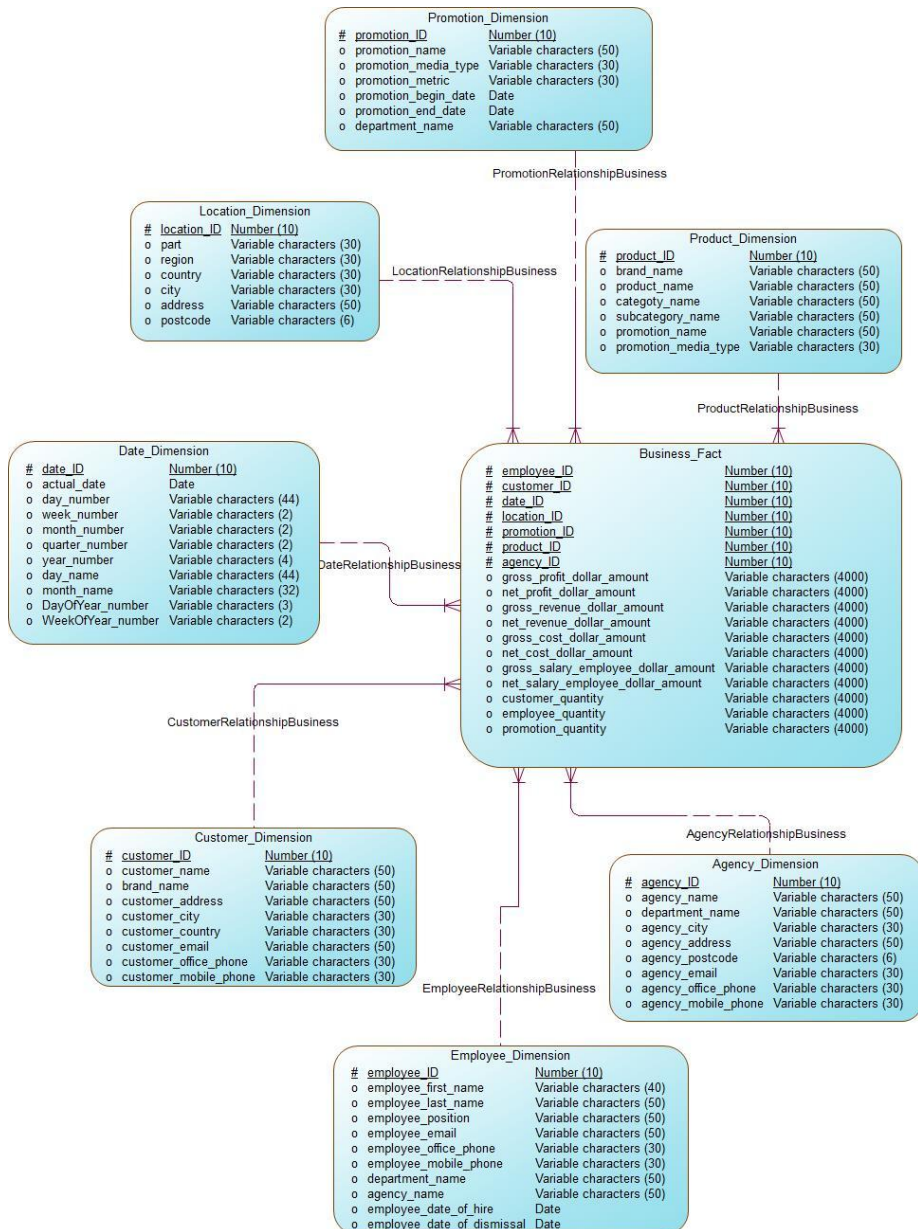 Promotion_Dimension
# promotion_ID Number (10)
o promotion_name Variable characters (50)
o promotion_media_type Variable characters (30)
o promotion_metric Variable characters (30)
o promotion_begin_date Date
o promotion_end_date Date
o department_name Variable characters (50)
PromotionRelationshipBusiness
Location_Dimension
# location_ID Number (10)
o part Variable characters (30)
o region Variable characters (30)
o country Variable characters (30)
o city Variable characters (30)
o address Variable characters (50)
o postcode Variable characters (6)
LocationRelationshipBusiness
Product_Dimension
# product_ID Number (10)
o brand_name Variable characters (50)
o product_name Variable characters (50)
o categoty_name Variable characters (50)
o subcategory_name Variable characters (50)
o promotion_name Variable characters (50)
o promotion_media_type Variable characters (30)
ProductRelationshipBusiness
Date_Dimension
# date_ID Number (10)
o actual_date Date
o day_number Variable characters (44)
o week_number Variable characters (2)
o month_number Variable characters (2)
o quarter_number Variable characters (2)
o year_number Variable characters (4)
o day_name Variable characters (44)
o month_name Variable characters (32)
o DayOfYear_number Variable characters (3)
o WeekOfYear_number Variable characters (2)
DateRelationshipBusiness
Business_Fact
# employee_ID Number (10)
# customer_ID Number (10)
# date_ID Number (10)
# location_ID Number (10)
# promotion_ID Number (10)
# product_ID Number (10)
# agency_ID Number (10)
o gross_profit_dollar_amount Variable characters (4000)
o net_profit_dollar_amount Variable characters (4000)
o gross_revenue_dollar_amount Variable characters (4000)
o net_revenue_dollar_amount Variable characters (4000)
o gross_cost_dollar_amount Variable characters (4000)
o net_cost_dollar_amount Variable characters (4000)
o gross_salary_employee_dollar_amount Variable characters (4000)
o net_salary_employee_dollar_amount Variable characters (4000)
o customer_quantity Variable characters (4000)
o employee_quantity Variable characters (4000)
o promotion_quantity Variable characters (4000)
CustomerRelationshipBusiness
Customer_Dimension
# customer_ID Number (10)
o customer_name Variable characters (50)
o brand_name Variable characters (50)
o customer_address Variable characters (50)
o customer_city Variable characters (30)
o customer_country Variable characters (30)
o customer_email Variable characters (50)
o customer_office_phone Variable characters (30)
o customer_mobile_phone Variable characters (30)
AgencyRelationshipBusiness
Agency_Dimension
# agency_ID Number (10)
o agency_name Variable characters (50)
o department_name Variable characters (50)
o agency_city Variable characters (30)
o agency_address Variable characters (50)
o agency_postcode Variable characters (6)
o agency_email Variable characters (30)
o agency_office_phone Variable characters (30)
o agency_mobile_phone Variable characters (30)
EmployeeRelationshipBusiness
Employee_Dimension
# employee_ID Number (10)
o employee_first_name Variable characters (40)
o employee_last_name Variable characters (50)
o employee_position Variable characters (50)
o employee_email Variable characters (50)
o employee_office_phone Variable characters (30)
o employee_mobile_phone Variable characters (30)
o department_name Variable characters (50)
o agency_name Variable characters (50)
o employee_date_of_hire Date
o employee_date_of_dismissal Date